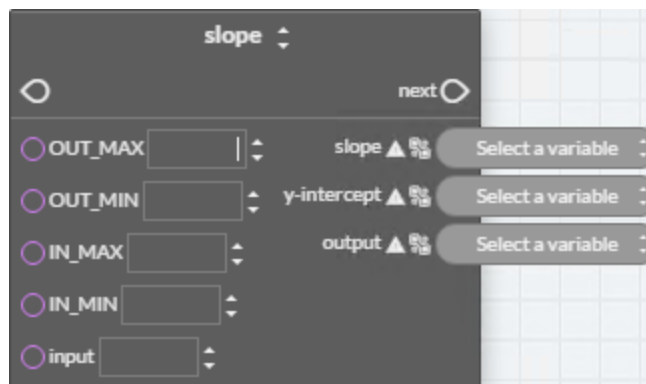 slope
next
OUT_MAX
slope
Select a variable
OUT_MIN
y-intercept
Select a variable
IN_MAX
output
Select a variable
IN_MIN
input